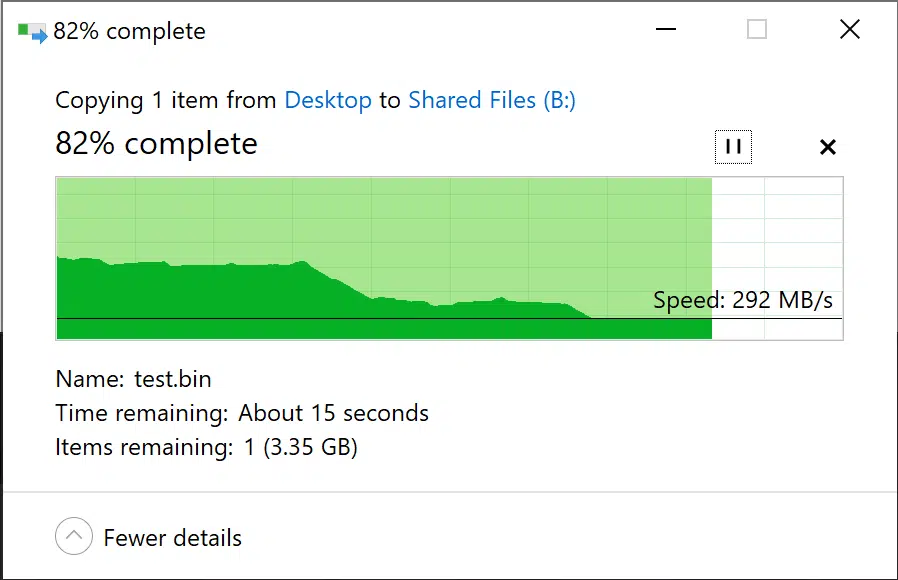 82% complete
Copying 1 item from Desktop to Shared Files (B:)
82% complete
Speed: 292 MB/s
Name: test.bin
Time remaining: About 15 seconds
Items remaining: 1 (3.35 GB)
Fewer details